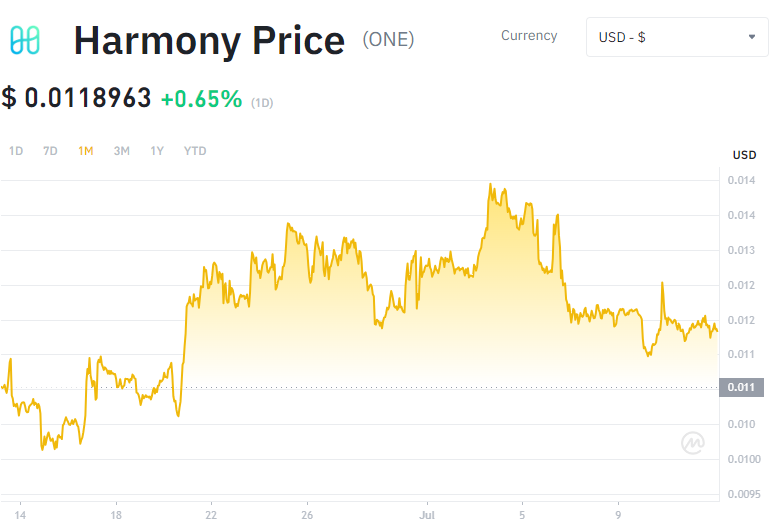 Harmony Price (ONE)
Currency
USD - $
$ 0.0118963 +0.65% (1D)
1D 7D 1M 3M 1Y YTD
USD
0.014
0.014
0.013
0.012
0.012
0.011
0.011
0.010
0.0100
0.0095
14 18 22 26 Jul 5 9